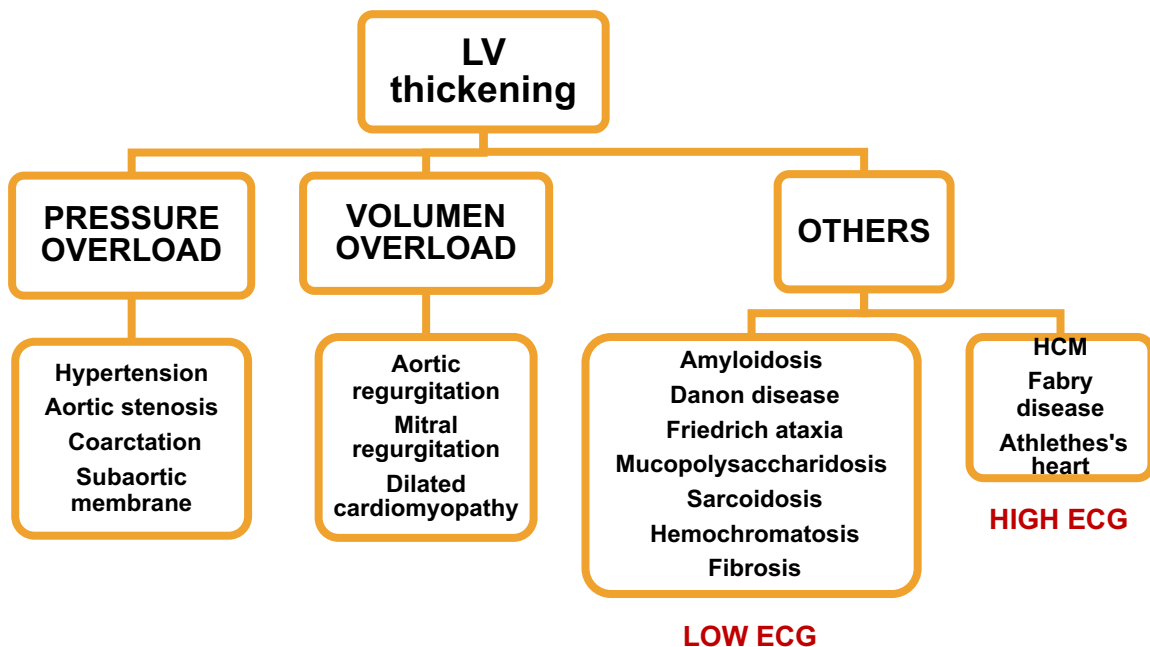 LV
thickening
PRESSURE
OVERLOAD
VOLUMEN
OVERLOAD
OTHERS
Hypertension
Aortic stenosis
Coarctation
Subaortic
membrane
Aortic
regurgitation
Mitral
regurgitation
Dilated
cardiomyopathy
Amyloidosis
Danon disease
Friedrich ataxia
Mucopolysaccharidosis
Sarcoidosis
Hemochromatosis
Fibrosis
LOW ECG
HCM
Fabry
disease
Athlethes's
heart
HIGH ECG